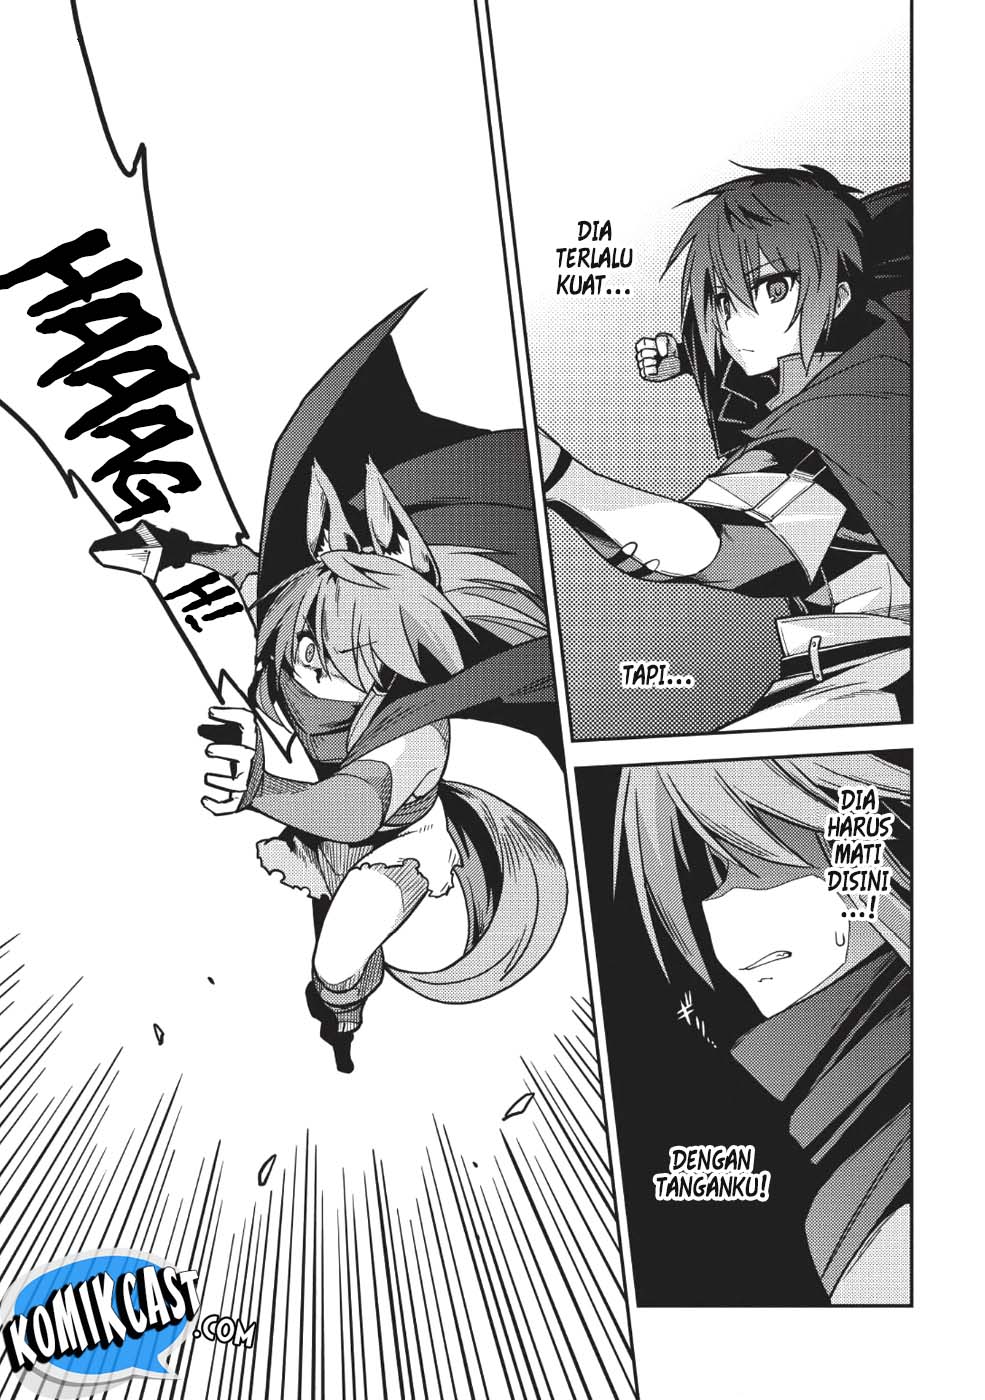 DIA
TERLALU
KUAT...
TAPI...
DIA
HARUS
MATI
DISINI
...!
DENGAN
TANGANKU!
HAAAGH!
KOMIKCAST
.COM